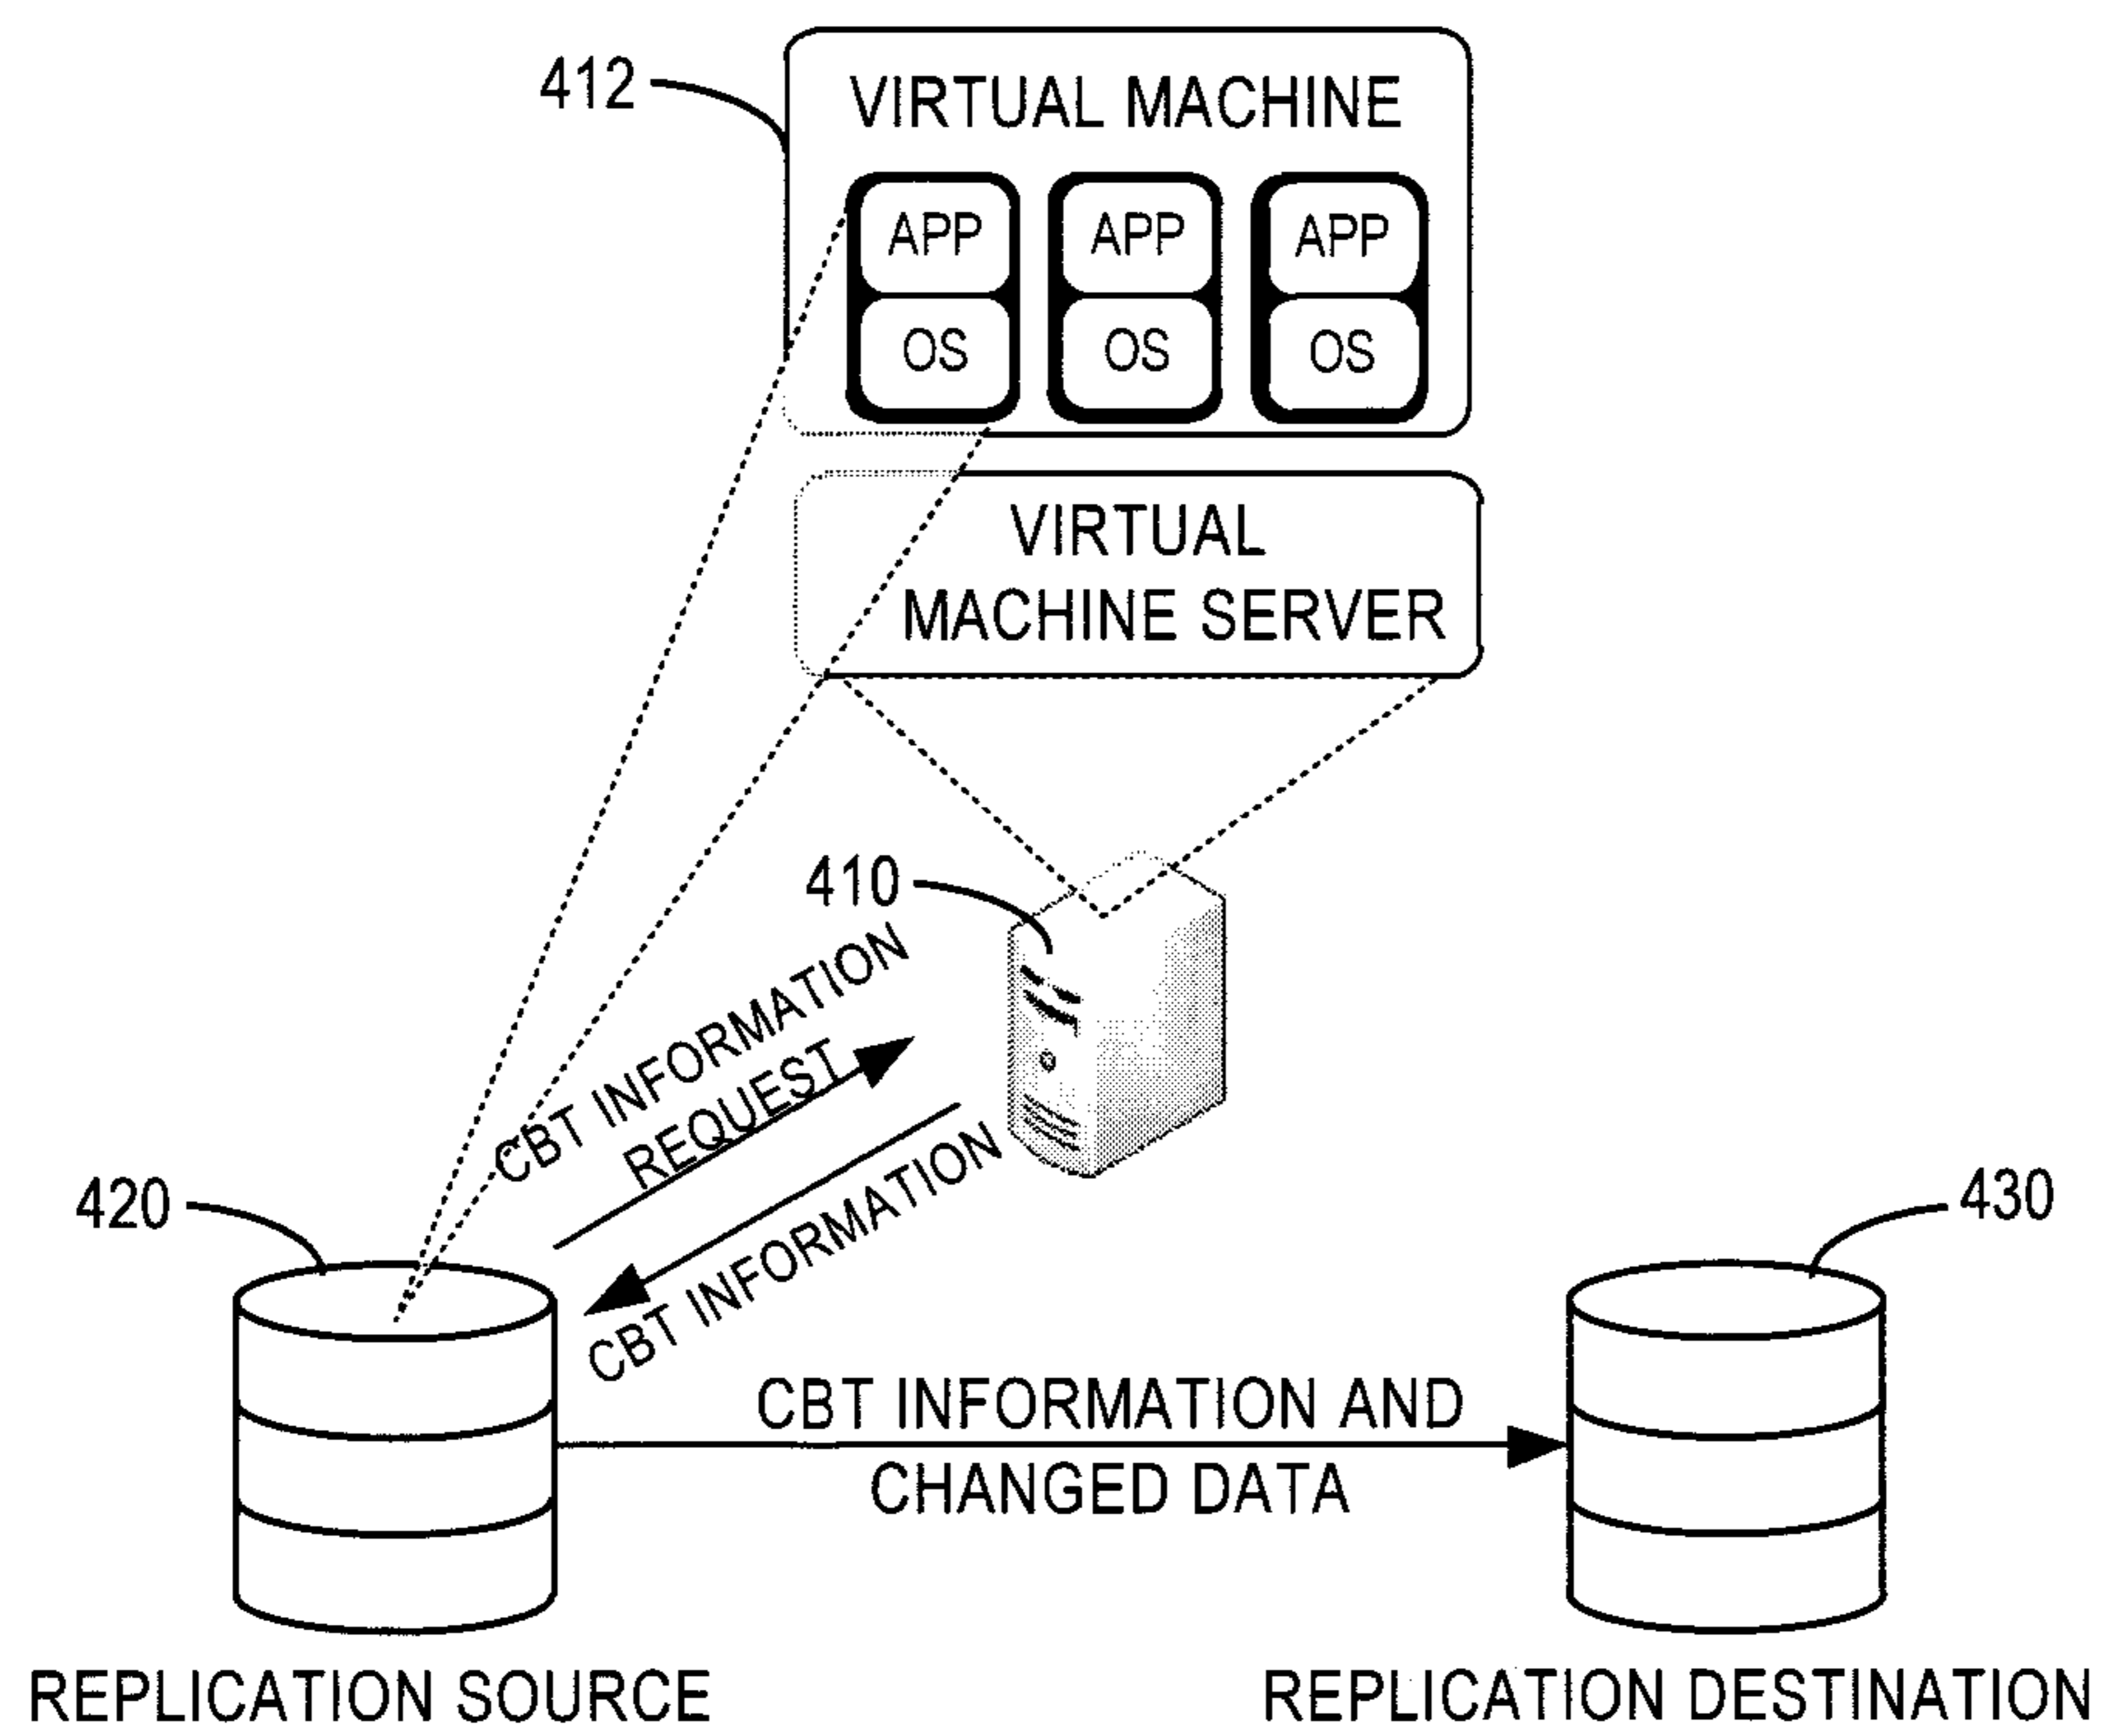 412
VIRTUAL MACHINE
APP APP APP
OS OS OS
VIRTUAL
MACHINE SERVER
410
CBT INFORMATION
REQUEST
CBT INFORMATION
420
430
CBT INFORMATION AND
CHANGED DATA
REPLICATION SOURCE
REPLICATION DESTINATION